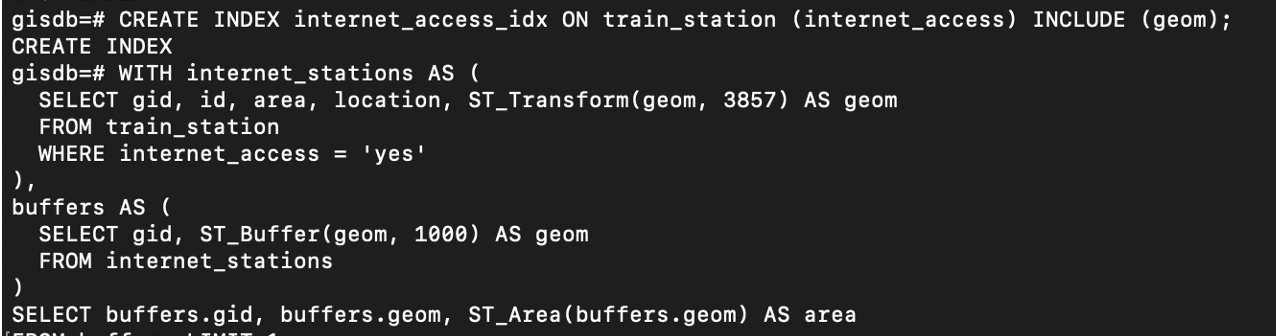 gisdb=# CREATE INDEX internet_access_idx ON train_station (internet_access) INCLUDE (geom);
CREATE INDEX
gisdb=# WITH internet_stations AS (
  SELECT gid, id, area, location, ST_Transform(geom, 3857) AS geom
  FROM train_station
  WHERE internet_access = 'yes'
),
buffers AS (
  SELECT gid, ST_Buffer(geom, 1000) AS geom
  FROM internet_stations
)
SELECT buffers.gid, buffers.geom, ST_Area(buffers.geom) AS area